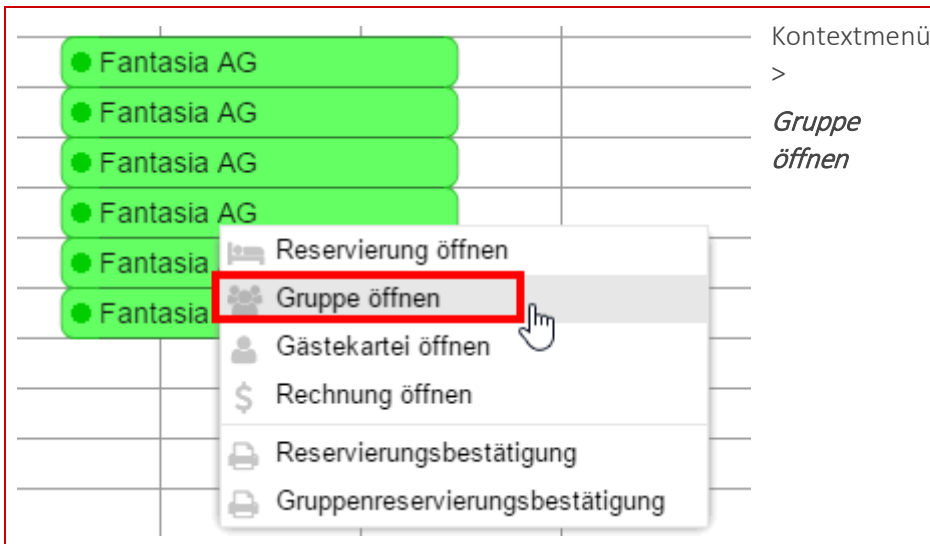 Fantasia AG
Fantasia AG
Fantasia AG
Fantasia AG
Fantasia
Fantasia
Reservierung öffnen
Gruppe öffnen
Gästekartei öffnen
$ Rechnung öffnen
Reservierungsbestätigung
Gruppenreservierungsbestätigung
Kontextmenü
>
Gruppe
öffnen